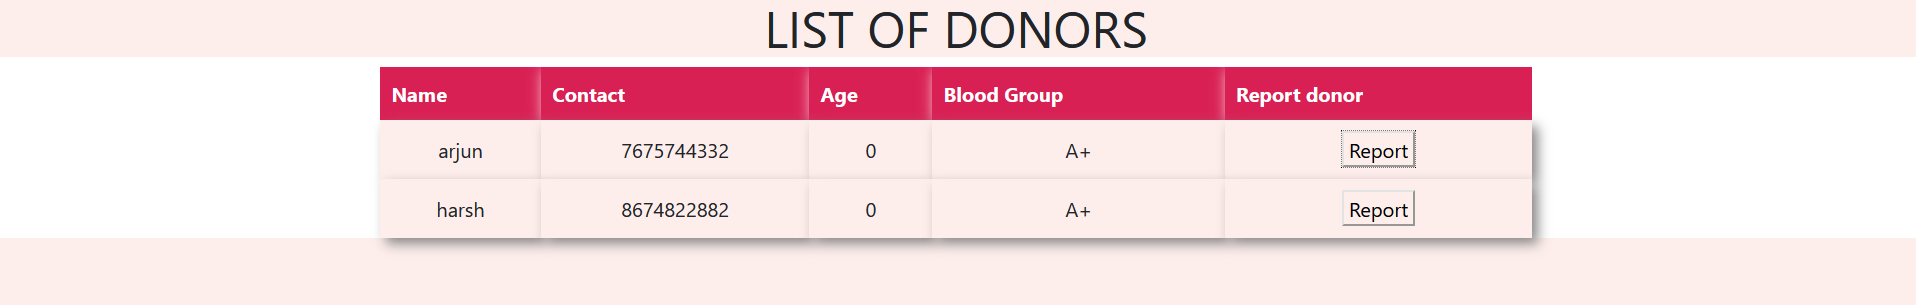 LIST OF DONORS
Name Contact Age Blood Group Report donor
arjun 7675744332 0 A+ Report
harsh 8674822882 0 A+ Report